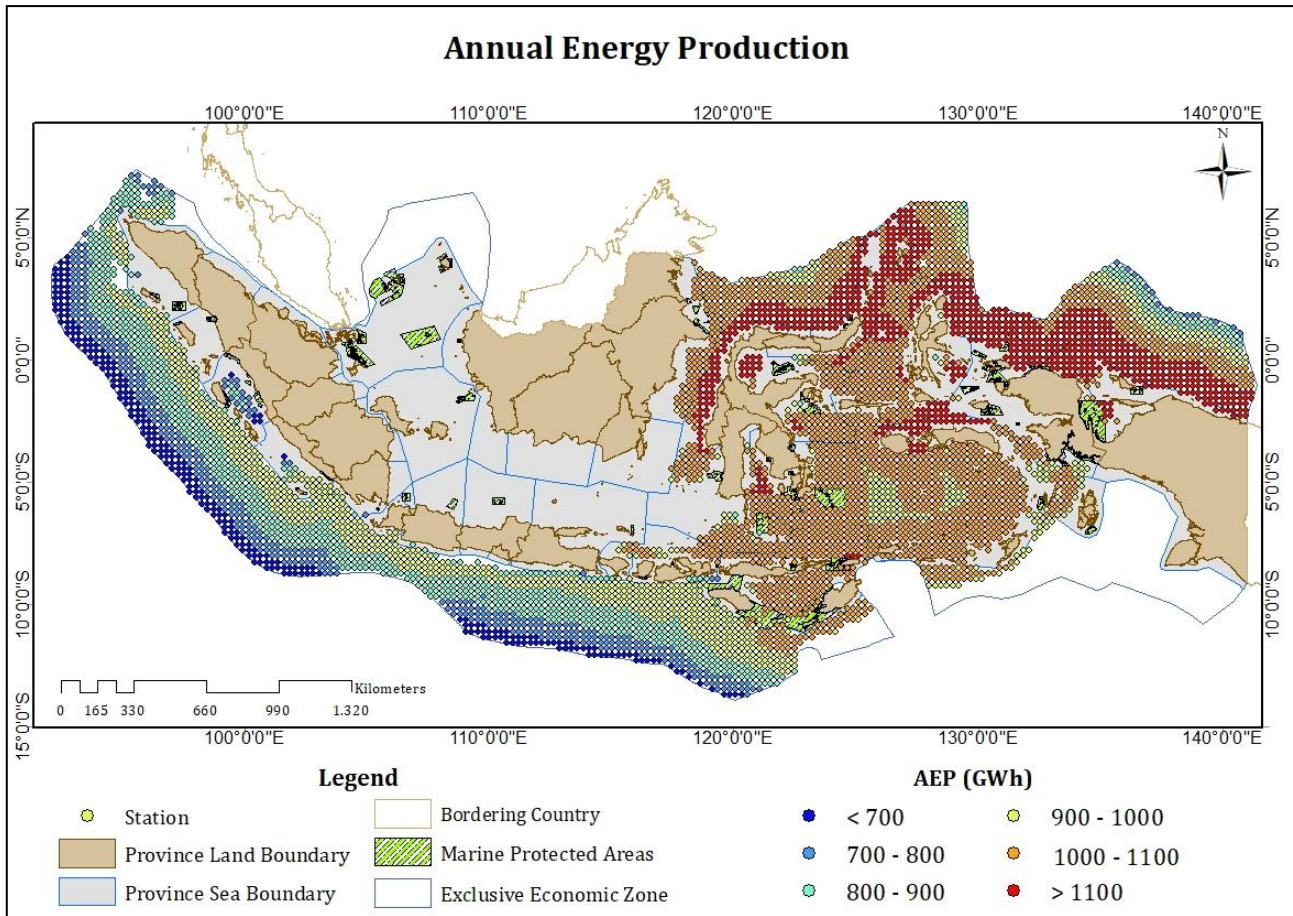 Annual Energy Production
100°0'0"E 110°0'0"E 120°0'0"E 130°0'0"E 140°0'0"E
N
5°0'0"N 5°0'0"N
0°0'0" 0°0'0"
5°0'0"S 5°0'0"S
10°0'0"S 10°0'0"S
15°0'0"S 15°0'0"S
Kilometers
0 165 330 660 990 1.320
100°0'0"E 110°0'0"E 120°0'0"E 130°0'0"E 140°0'0"E
Legend
Station
Province Land Boundary
Province Sea Boundary
Bordering Country
Marine Protected Areas
Exclusive Economic Zone
AEP (GWh)
< 700
700 - 800
800 - 900
900 - 1000
1000 - 1100
> 1100